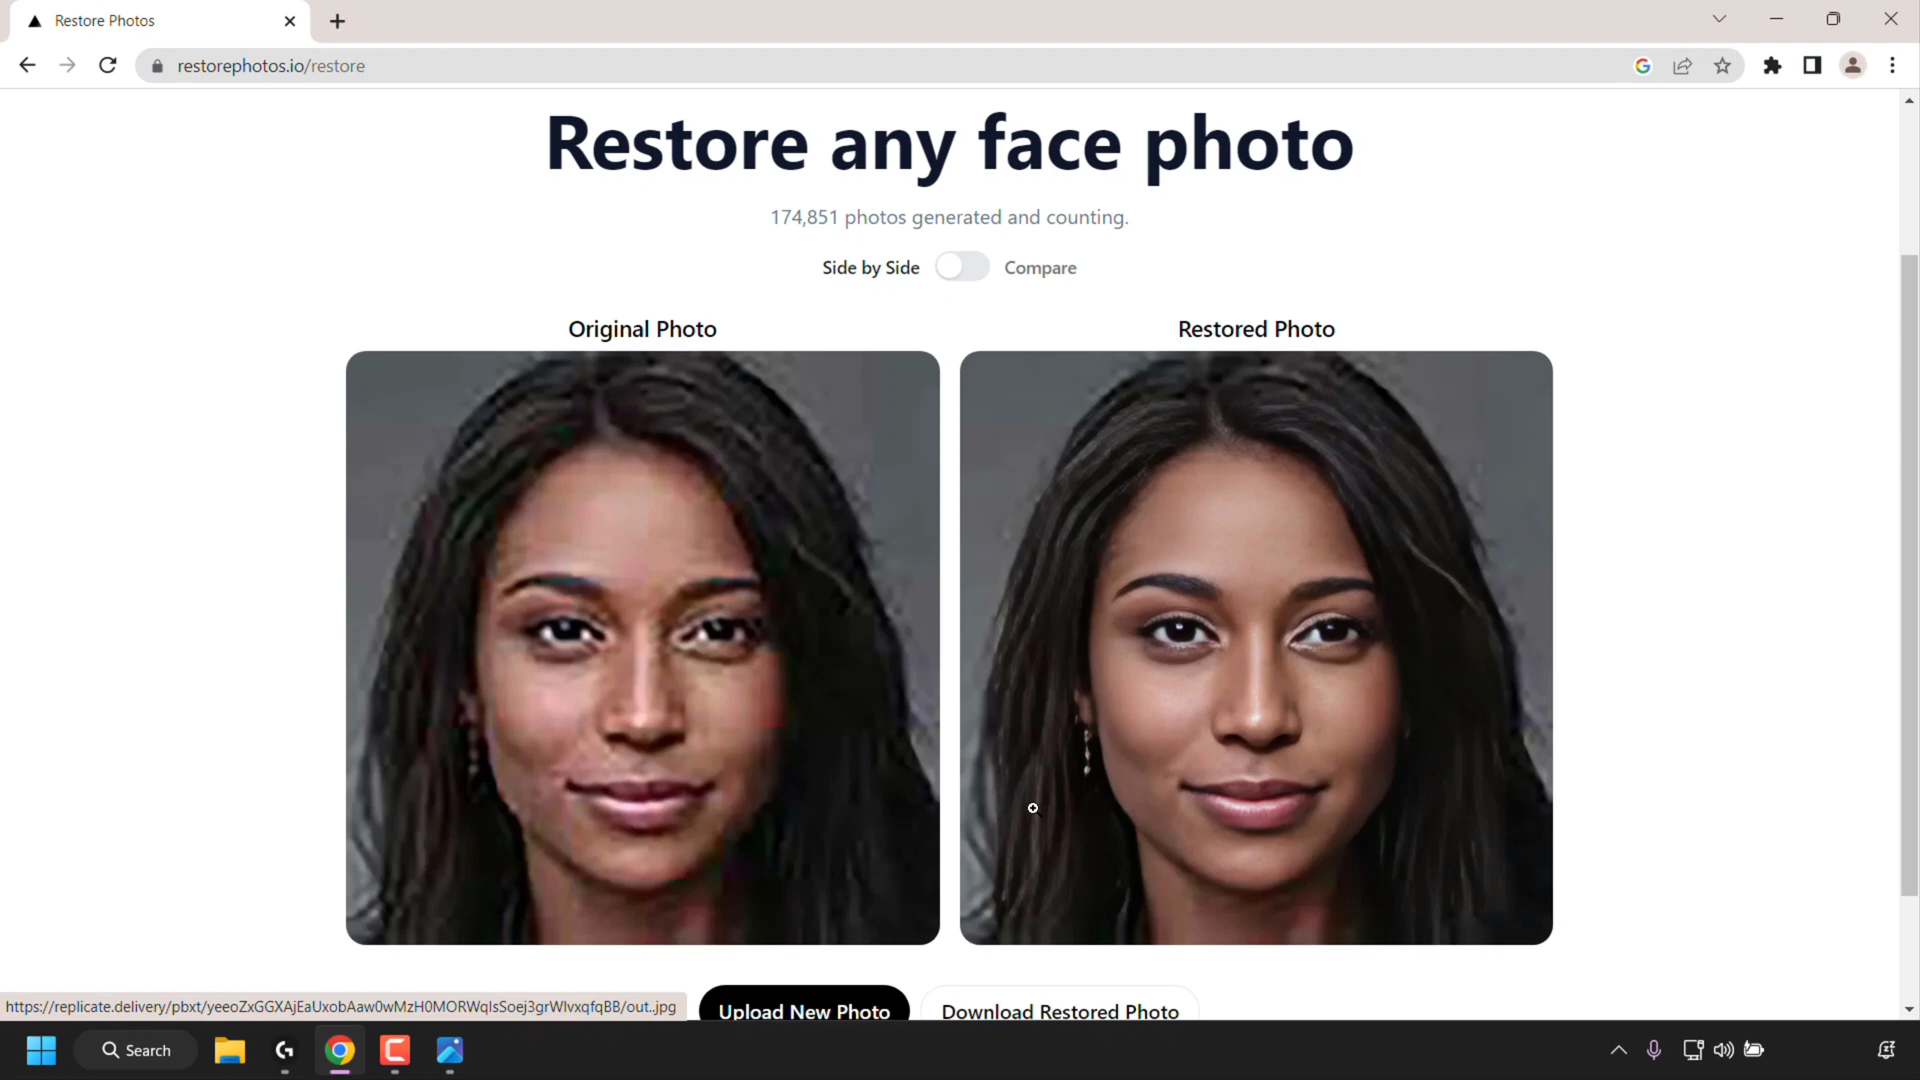 Restore Photos
restorephotos.io/restore
Restore any face photo
174,851 photos generated and counting.
Side by Side Compare
Original Photo Restored Photo
Upload New Photo Download Restored Photo
https://replicate.delivery/pbxt/yeeoZxGGXAjEaUxobAaw0wMzH0MORWqlsSoej3grWlvxqfqBB/out..jpg
Search